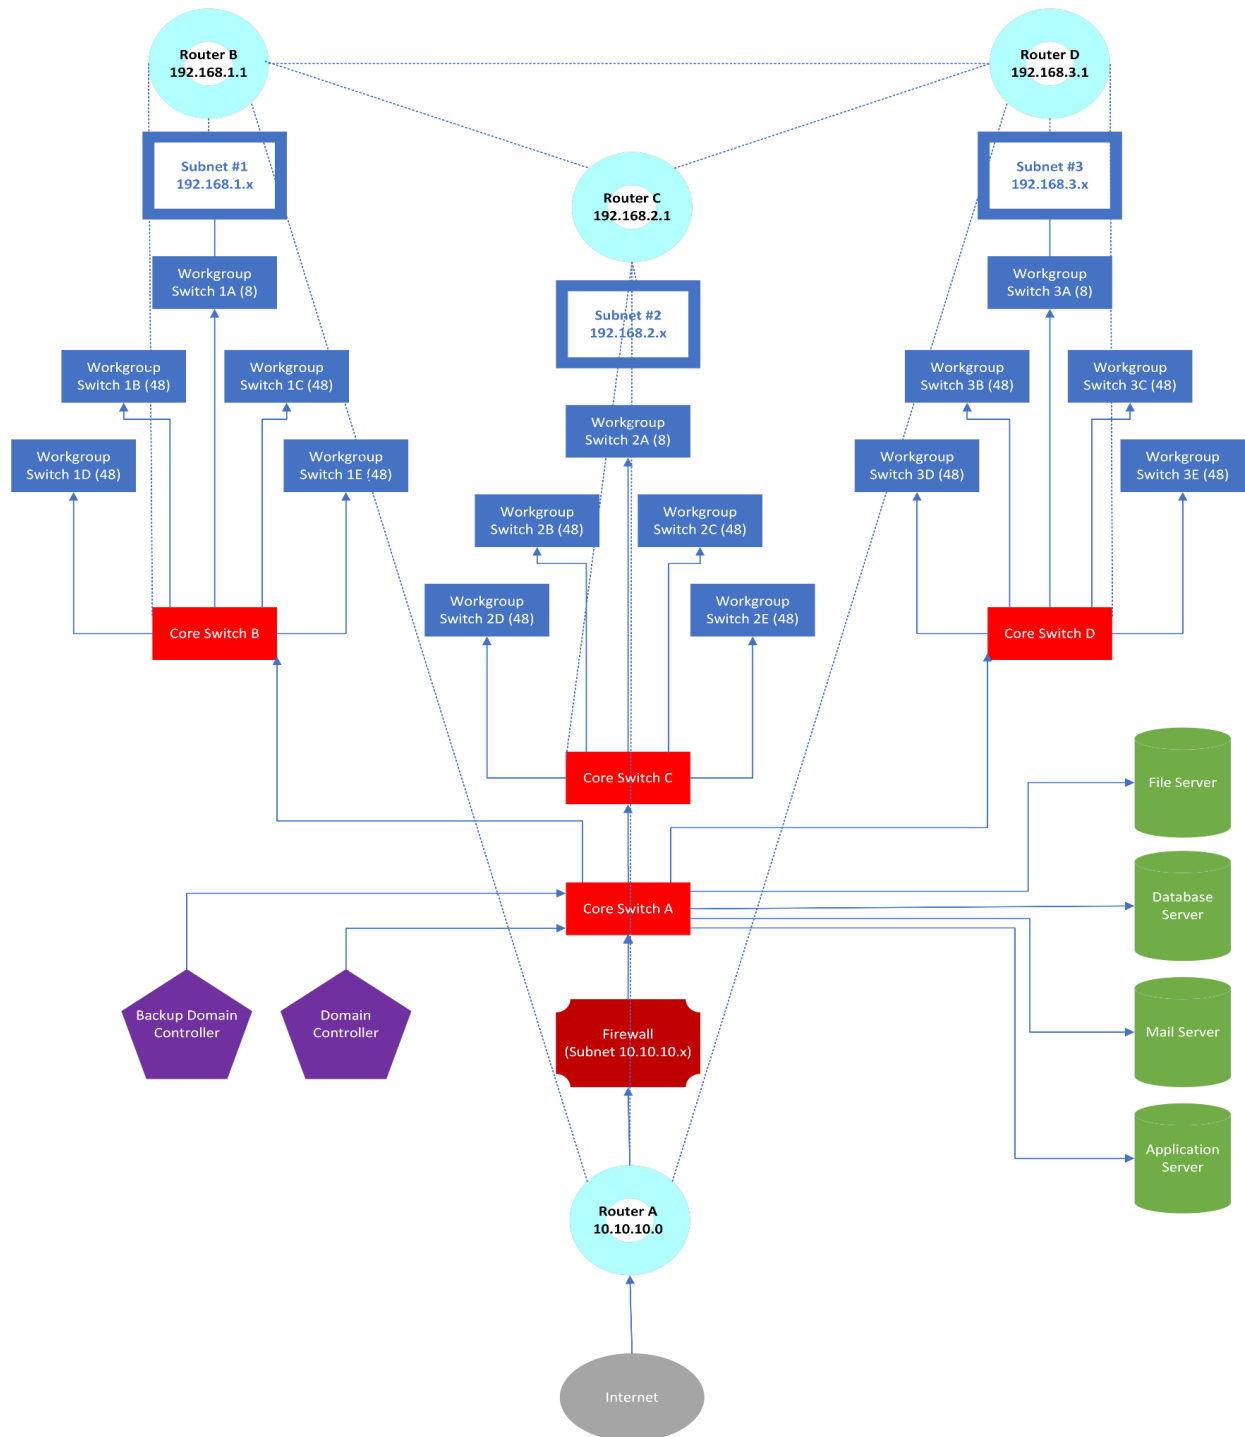 Router B
192.168.1.1
Router D
192.168.3.1
Subnet #1
192.168.1.x
Subnet #3
192.168.3.x
Router C
192.168.2.1
Workgroup
Switch 1A (8)
Workgroup
Switch 3A (8)
Subnet #2
192.168.2.x
Workgroup
Switch 1B (48)
Workgroup
Switch 1C (48)
Workgroup
Switch 3B (48)
Workgroup
Switch 3C (48)
Workgroup
Switch 2A (8)
Workgroup
Switch 1D (48)
Workgroup
Switch 1E (48)
Workgroup
Switch 3D (48)
Workgroup
Switch 3E (48)
Workgroup
Switch 2B (48)
Workgroup
Switch 2C (48)
Workgroup
Switch 2D (48)
Workgroup
Switch 2E (48)
Core Switch B
Core Switch D
Core Switch C
File Server
Core Switch A
Database
Server
Backup Domain
Controller
Domain
Controller
Firewall
(Subnet 10.10.10.x)
Mail Server
Application
Server
Router A
10.10.10.0
Internet